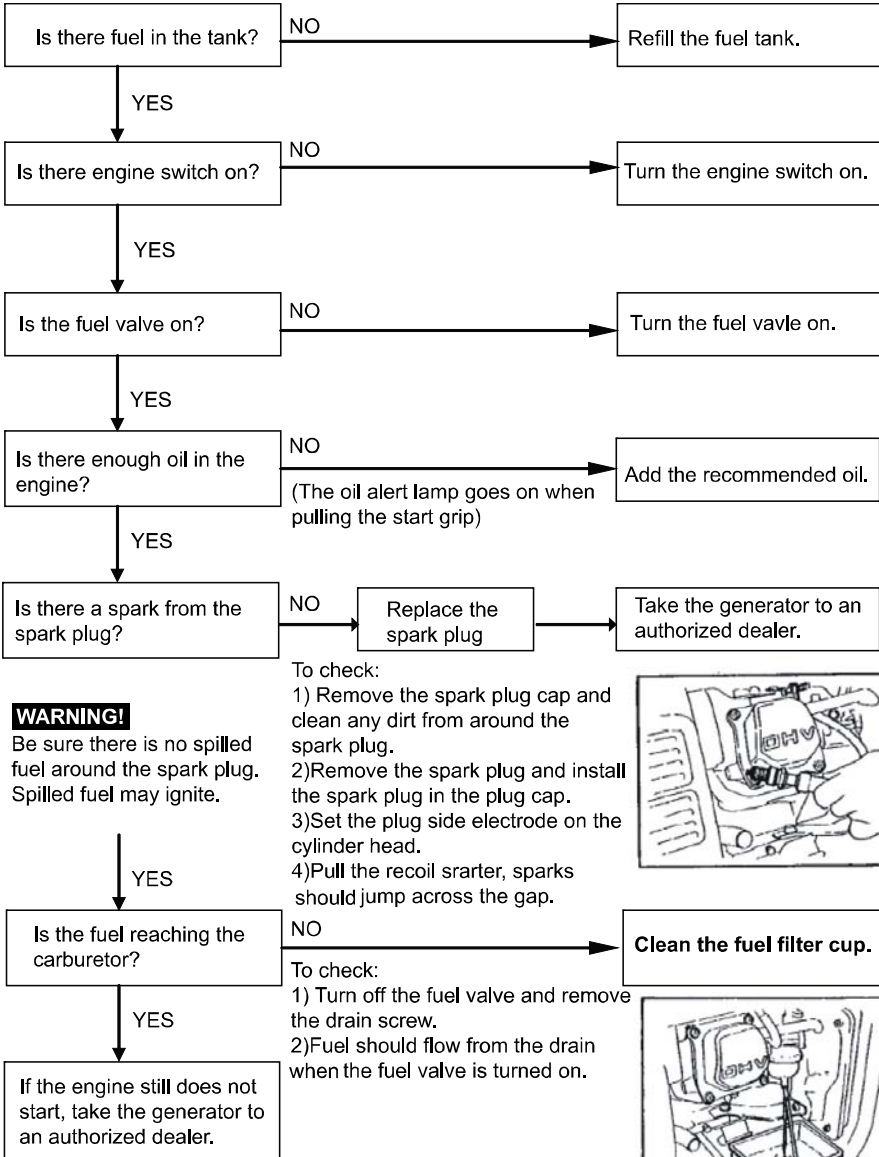 Is there fuel in the tank?
NO
Refill the fuel tank.
YES
Is there engine switch on?
NO
Turn the engine switch on.
YES
Is the fuel valve on?
NO
Turn the fuel vavle on.
YES
Is there enough oil in the
engine?
NO
(The oil alert lamp goes on when
pulling the start grip)
Add the recommended oil.
YES
Is there a spark from the
spark plug?
NO
Replace the
spark plug
Take the generator to an
authorized dealer.
WARNING!
Be sure there is no spilled
fuel around the spark plug.
Spilled fuel may ignite.
To check:
1) Remove the spark plug cap and
clean any dirt from around the
spark plug.
2)Remove the spark plug and install
the spark plug in the plug cap.
3)Set the plug side electrode on the
cylinder head.
4)Pull the recoil srarter, sparks
should jump across the gap.
OHV
YES
Is the fuel reaching the
carburetor?
NO
Clean the fuel filter cup.
To check:
1) Turn off the fuel valve and remove
the drain screw.
2)Fuel should flow from the drain
when the fuel valve is turned on.
OHV
YES
If the engine still does not
start, take the generator to
an authorized dealer.